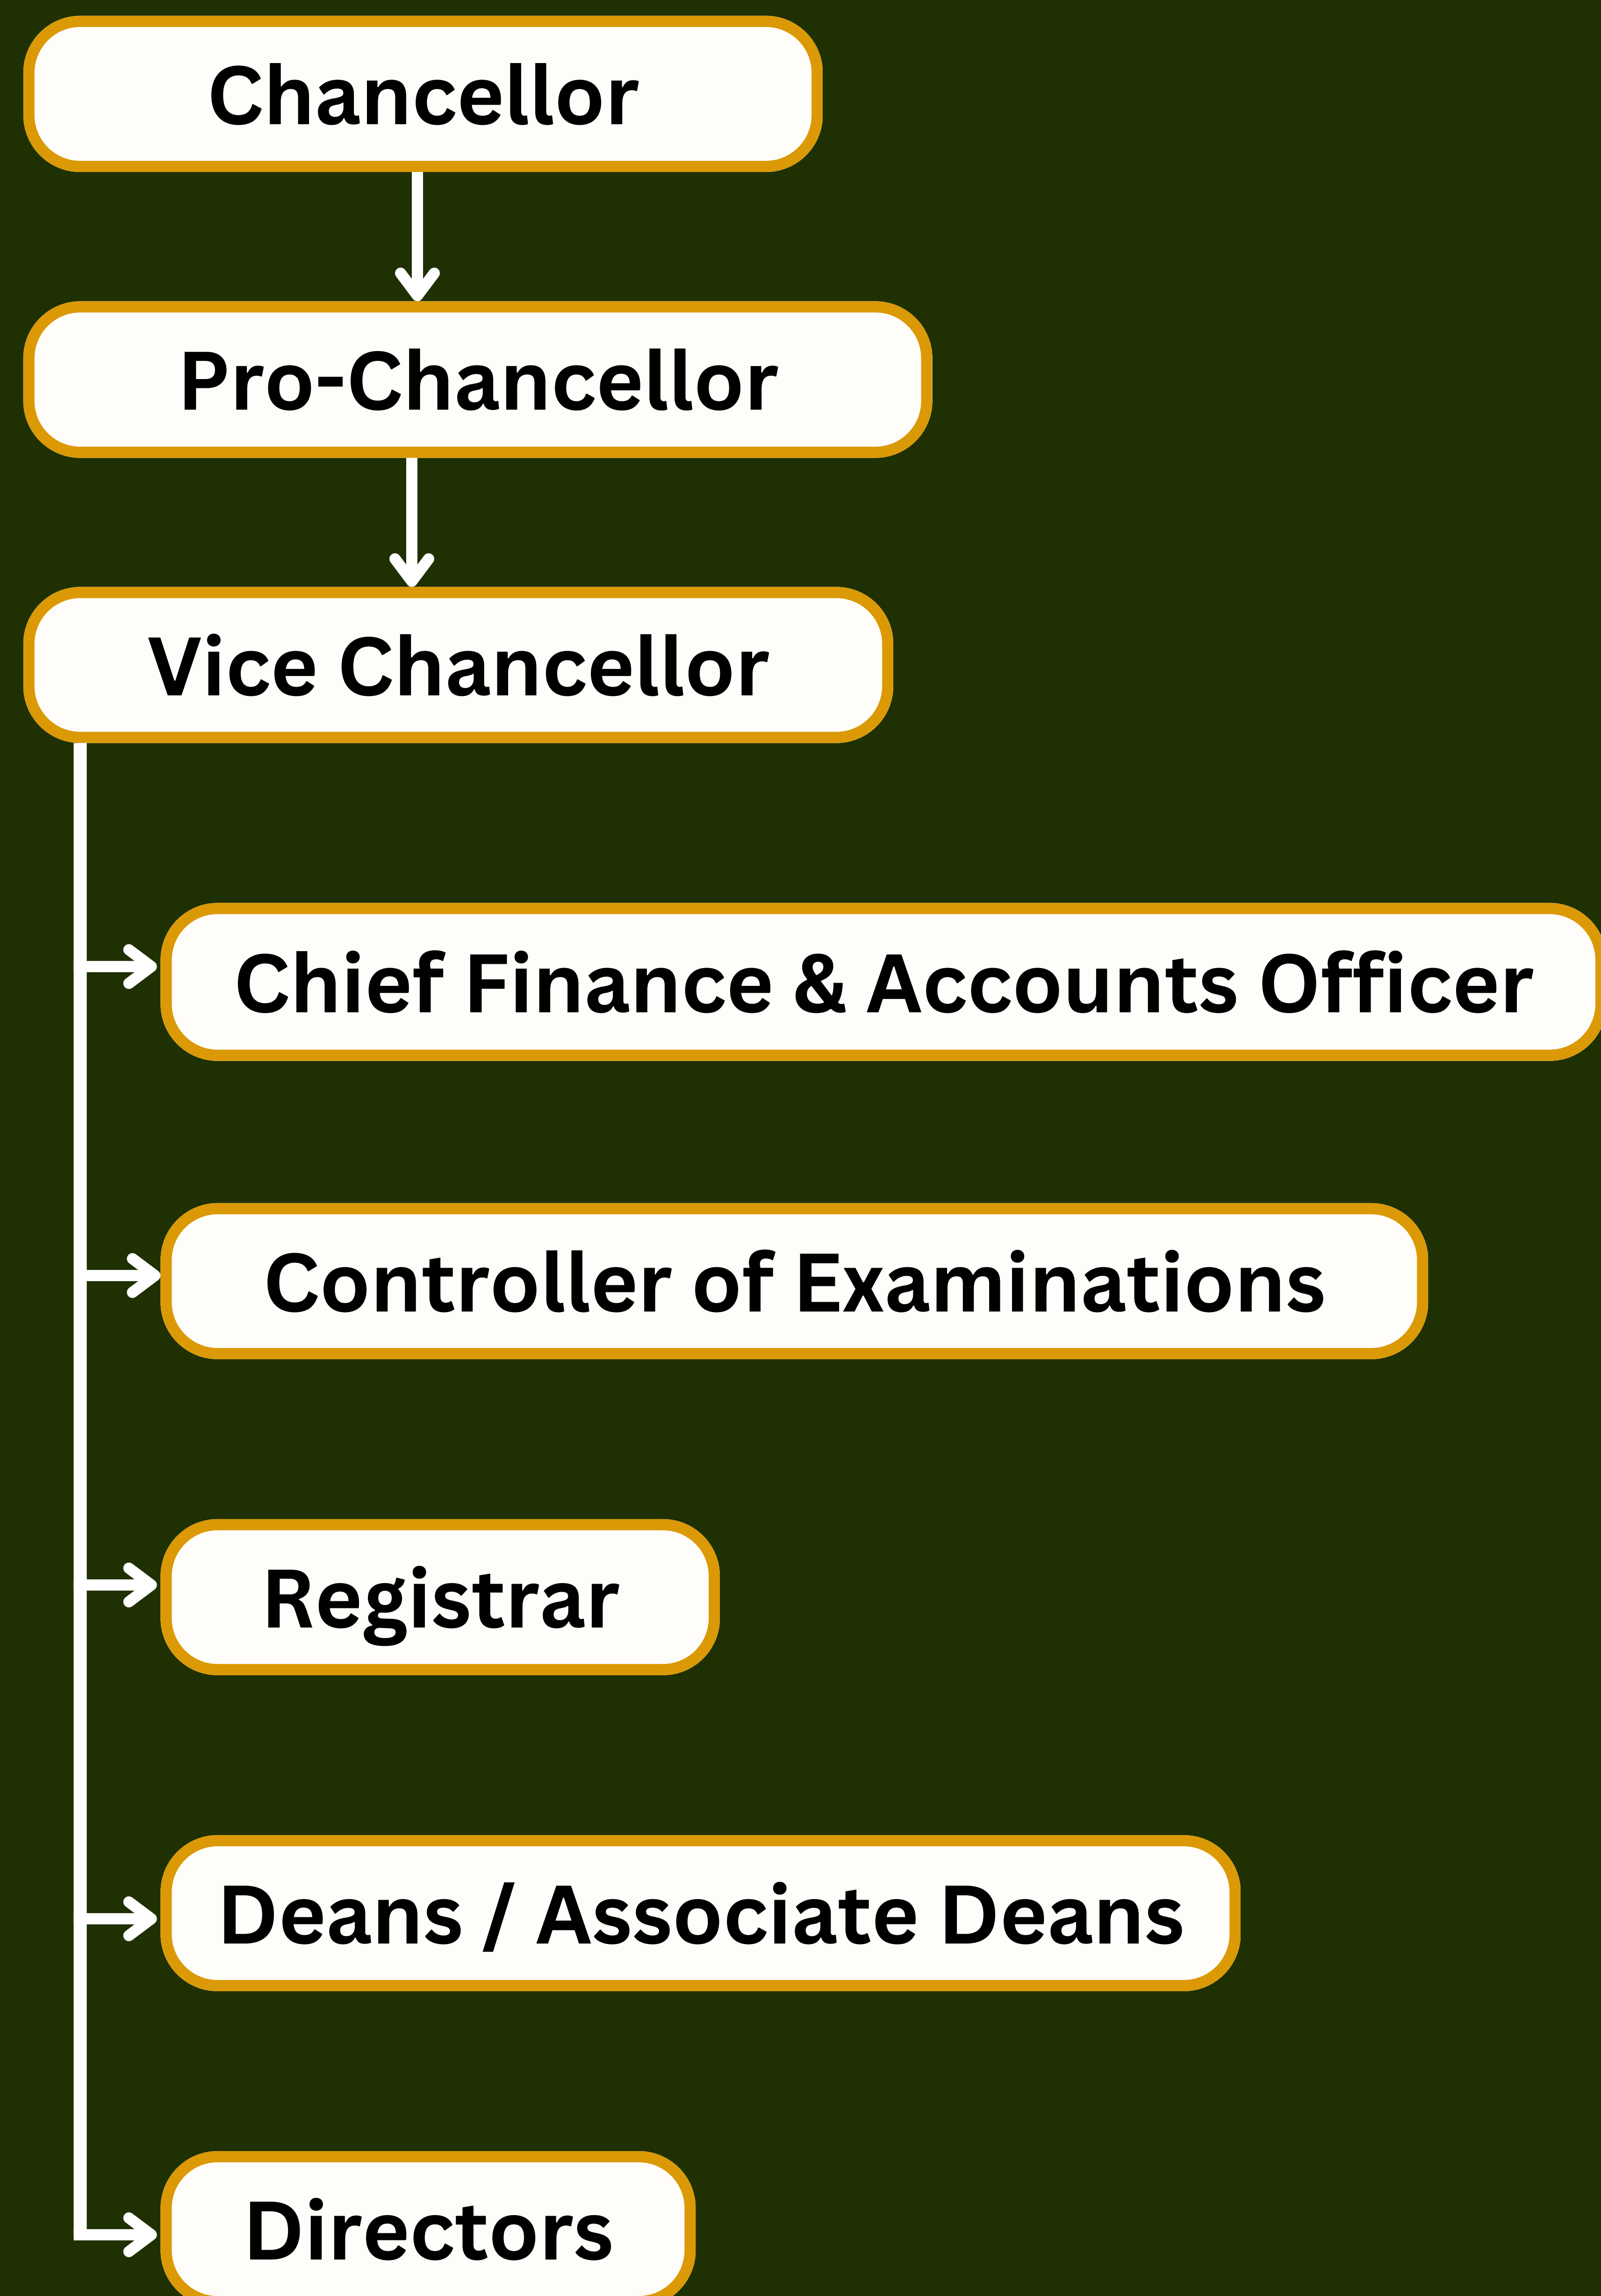 Chancellor
Pro-Chancellor
Vice Chancellor
Chief Finance & Accounts Officer
Controller of Examinations
Registrar
Deans / Associate Deans
Directors